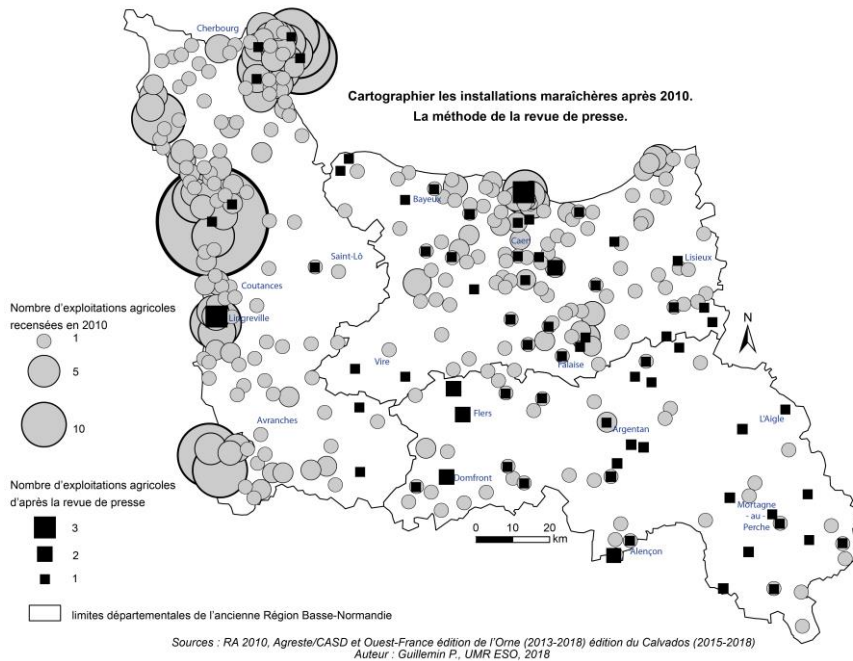 Cherbourg
Cartographier les installations maraîchères après 2010.
La méthode de la revue de presse.
Bayeux
Caen
Lisieux
Saint-Lô
Coutances
Lingreville
Nombre d'exploitations agricoles
recensées en 2010
1
5
10
N
Vire
Falaise
Avranches
Flers
Argentan
L'Aigle
Domfront
Mortagne
- au -
Perche
Alençon
Nombre d'exploitations agricoles
d'après la revue de presse
3
2
1
0 10 20
km
limites départementales de l'ancienne Région Basse-Normandie
Sources : RA 2010, Agreste/CASD et Ouest-France édition de l'Orne (2013-2018) édition du Calvados (2015-2018)
Auteur : Guillemin P., UMR ESO, 2018